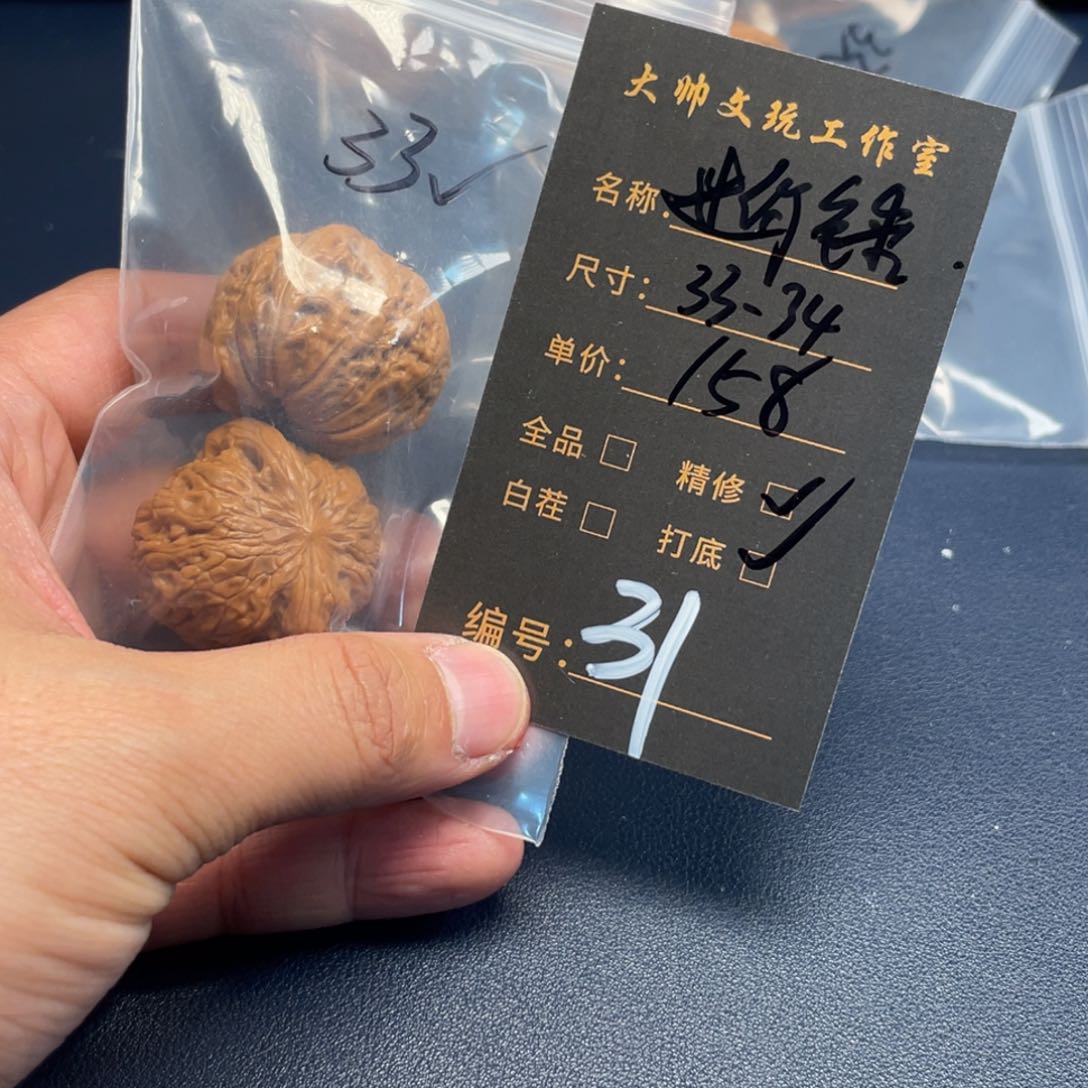 33✓
大帅文玩工作室
名称:
尺寸: 33-34
单价: 158
全品 □ 精修 ☑
白茬 □ 打底 ☑
编号: 31